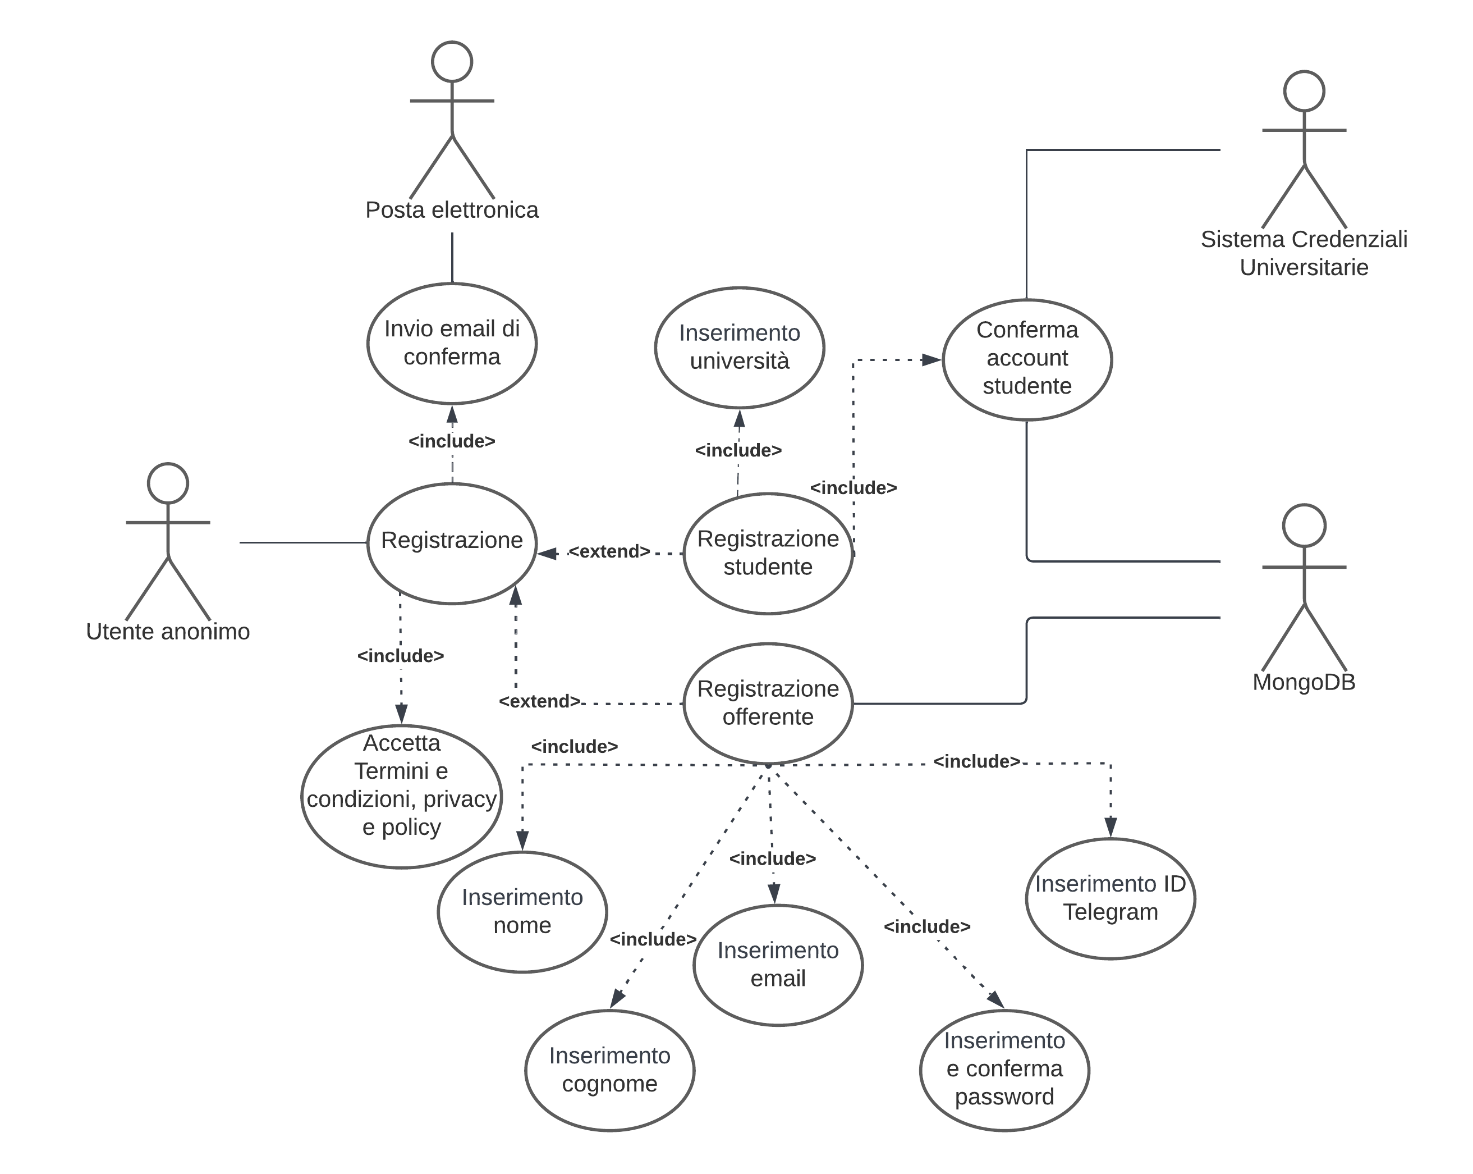 Posta elettronica
Sistema Credenziali
Universitarie
Invio email di
conferma
Inserimento
università
Conferma
account
studente
<include>
<include>
<include>
Registrazione
<extend>
Registrazione
studente
Utente anonimo
<include>
MongoDB
<extend>
Registrazione
offerente
Accetta
Termini e
condizioni, privacy
e policy
<include>
<include>
<include>
<include>
<include>
Inserimento
nome
Inserimento
email
Inserimento ID
Telegram
Inserimento
cognome
Inserimento
e conferma
password